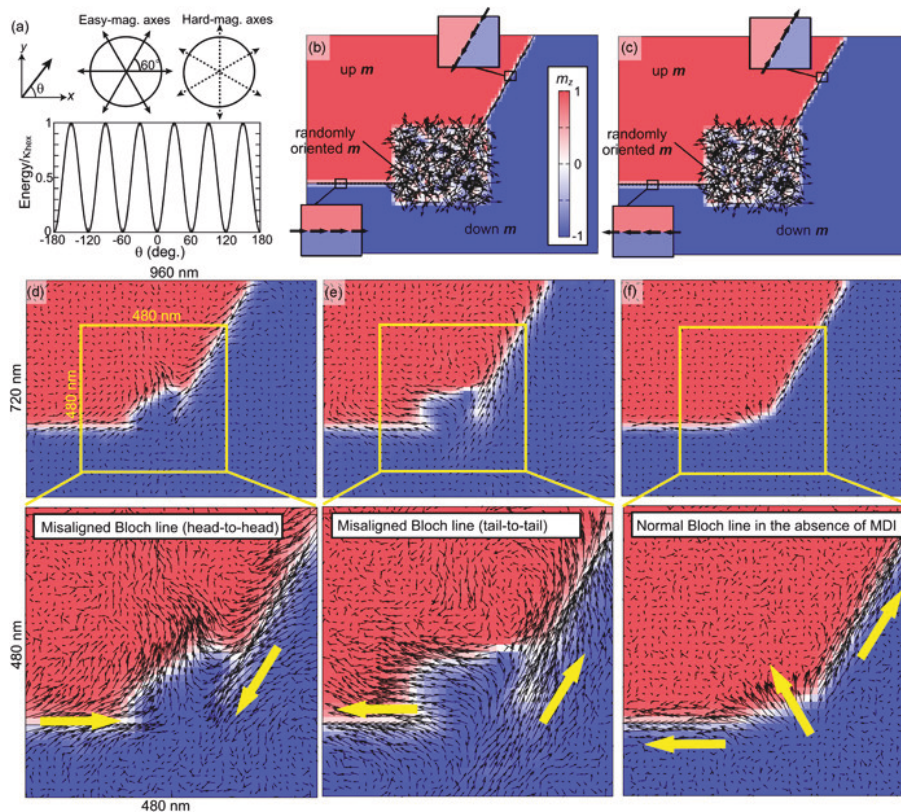 (a)
Easy-mag. axes
Hard-mag. axes
y
θ
x
60°
Energy/κhex
1
0.5
0
-180 -120 -60 0 60 120 180
θ (deg.)
(b)
up m
randomly
oriented m
down m
mz
1
0
-1
(c)
up m
randomly
oriented m
down m
960 nm
720 nm
(d)
480 nm
480 nm
(e)
(f)
Misaligned Bloch line (head-to-head)
Misaligned Bloch line (tail-to-tail)
Normal Bloch line in the absence of MDI
480 nm
480 nm